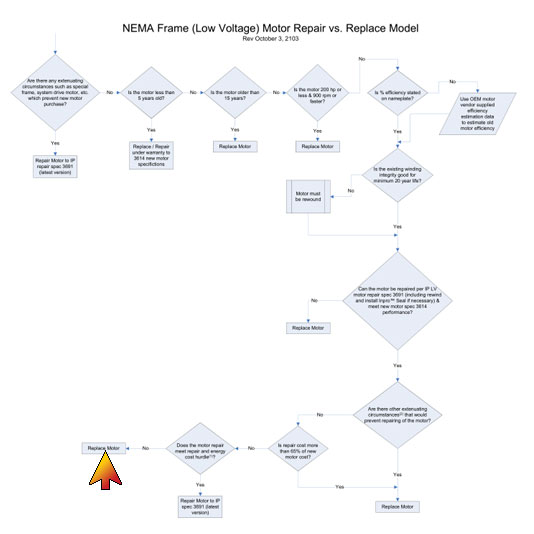 NEMA Frame (Low Voltage) Motor Repair vs. Replace Model
Rev October 3, 2103
Are there any extenuating
circumstances such as special
frame, system drive motor, etc.
which prevent new motor
purchase?
No
Is the motor less than
5 years old?
No
Is the motor older than
15 years?
No
Is the motor 200 hp or
less & 900 rpm or
faster?
No
Is % efficiency stated
on nameplate?
No
Use OEM motor
vendor supplied
efficiency
estimation data
to estimate old
motor efficiency
Yes
Repair Motor to IP
repair spec 3691
(latest version)
Yes
Replace / Repair
under warranty to
3614 new motor
specifictions
Yes
Replace Motor
Yes
Replace Motor
Yes
Is the existing winding
integrity good for
minimum 20 year life?
No
Motor must
be rewound
Yes
Can the motor be repaired per IP LV
motor repair spec 3691 (including rewind
and install Inpro™ Seal if necessary) &
meet new motor spec 3614
performance?
No
Replace Motor
Yes
Are there other extenuating
circumstances⁽²⁾ that would
prevent repairing of the motor?
No
Is repair cost more
than 65% of new
motor cost?
No
Does the motor repair
meet repair and energy
cost hurdle⁽¹⁾?
No
Replace Motor
Yes
Repair Motor to IP
spec 3691 (latest
version)
Yes
Yes
Replace Motor